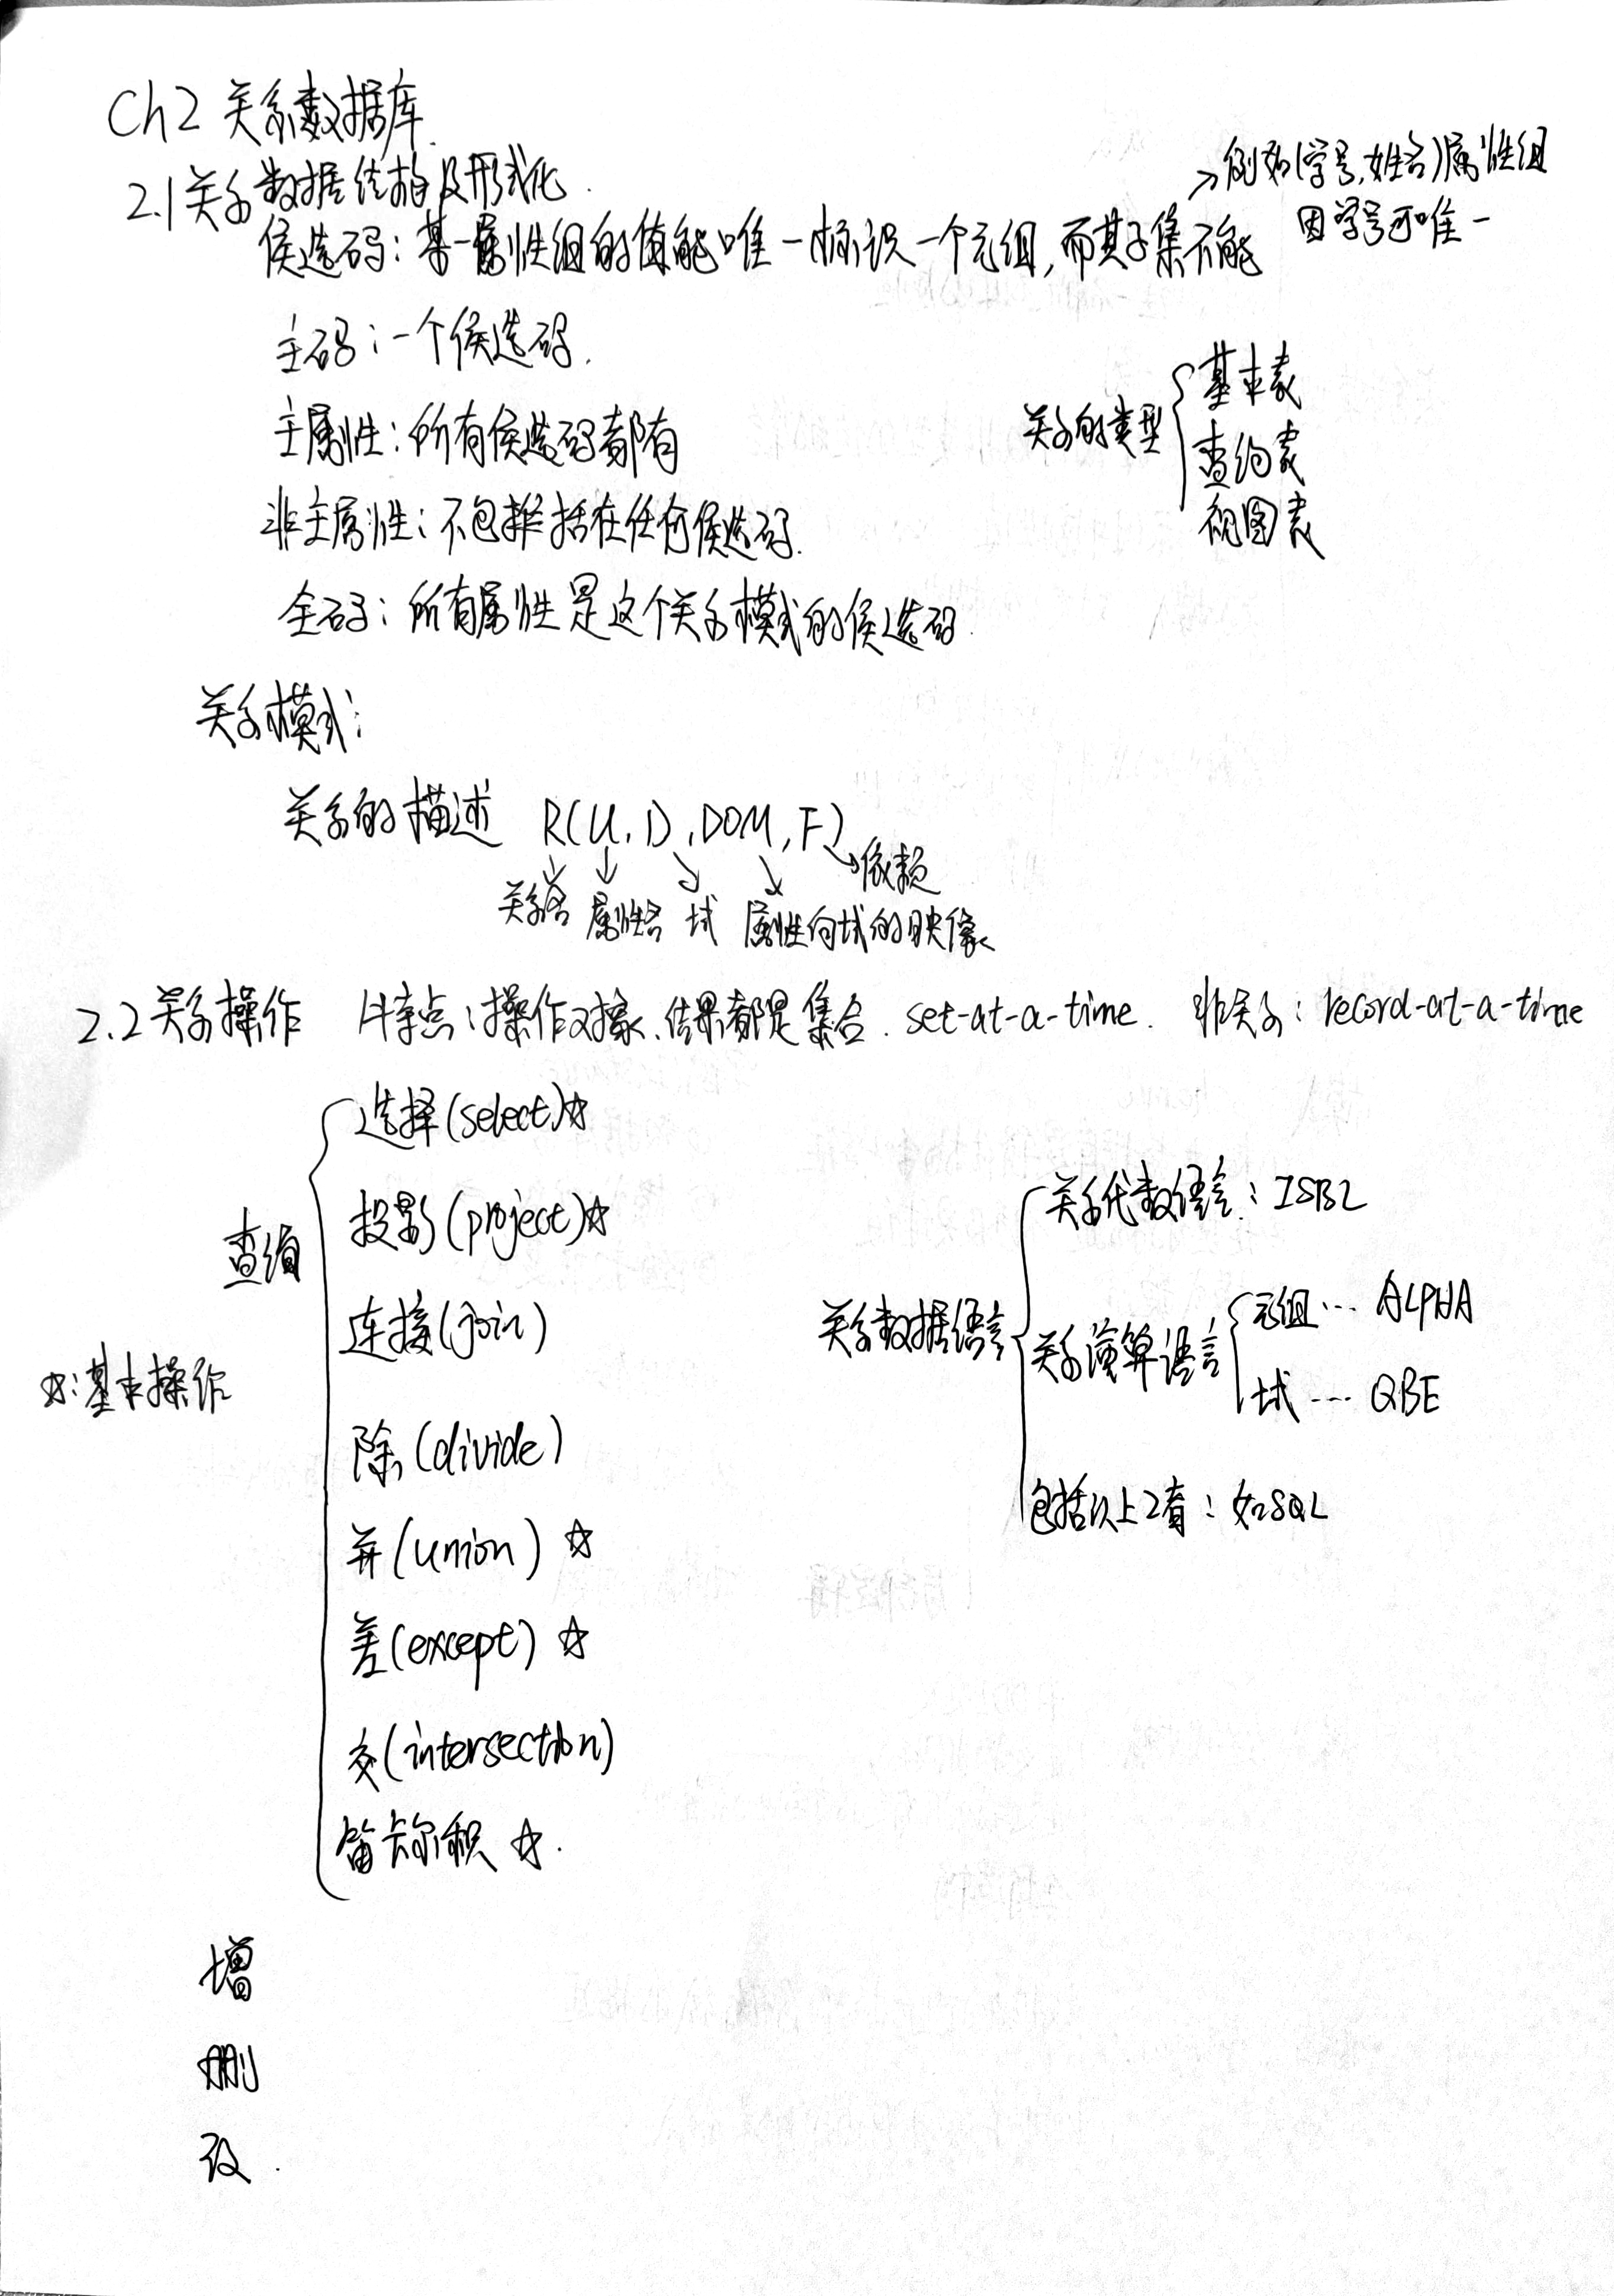 Ch2 关系数据库
2.1 关系数据结构及形式化
→例如(学号,姓名)属性组
因学号可唯一
候选码：某一属性组的值能唯一标识一个元组,而其子集不能
主码：一个候选码.
主属性：所有候选码都有
非主属性：不包括在任何候选码.
全码：所有属性是这个关系模式的候选码.
关系的类型
基本表
查询表
视图表
关系模式：
关系的描述 R(U, D, DOM, F)
关系名 属性名 域 属性向域的映像 依赖
2.2 关系操作 特点：操作对象、结果都是集合. set-at-a-time. 非关系：record-at-a-time
☆:基本操作
查询
选择(select)☆
投影(project)☆
连接(join)
除(divide)
并(union) ☆
差(except) ☆
交(intersection)
笛卡尔积 ☆.
关系数据语言
关系代数语言：ISBL
关系演算语言
元组… ALPHA
域… QBE
包括以上2者：如SQL
增
删
改.